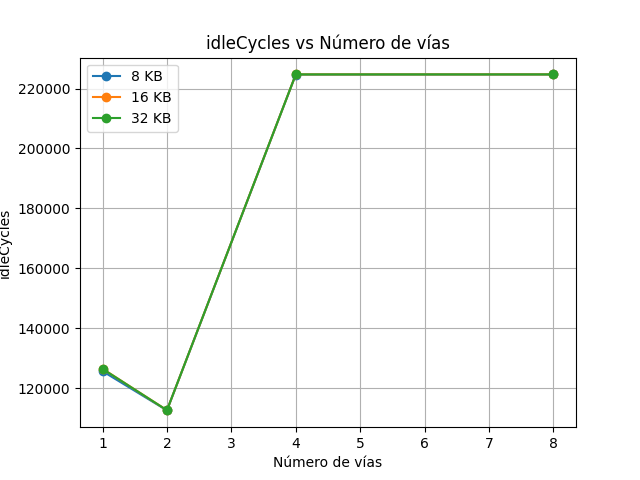 idleCycles vs Número de vías
8 KB
16 KB
32 KB
220000
200000
180000
160000
140000
120000
idleCycles
1 2 3 4 5 6 7 8
Número de vías